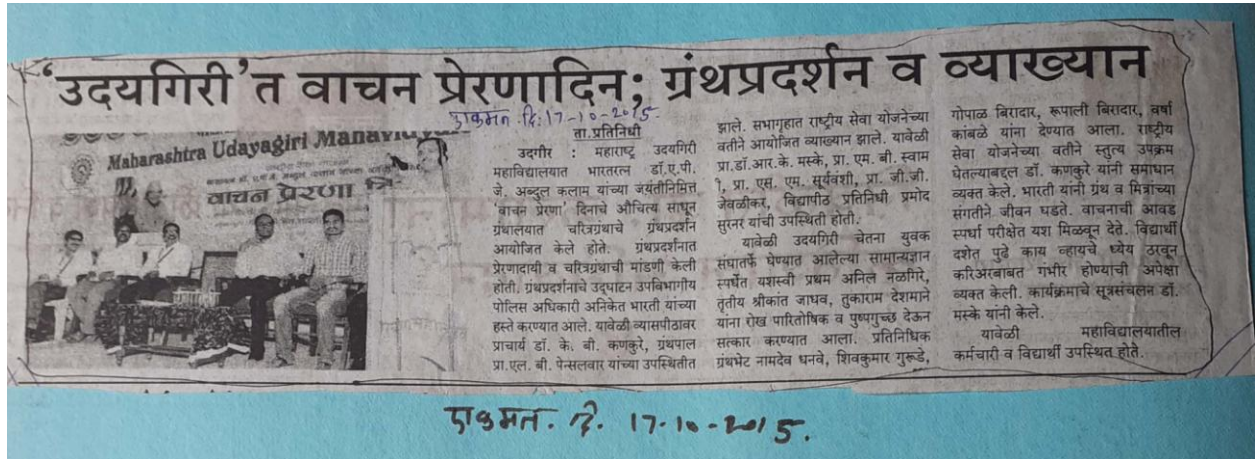 ‘उदयगिरी’त वाचन प्रेरणादिन; ग्रंथप्रदर्शन व व्याख्यान
एकमत. दि: 17-10-2015
Maharashtra Udayagiri
वाचन प्रेरणा दि
ता.प्रतिनिधी
उदगीर : महाराष्ट्र उदयगिरी
महाविद्यालयात भारतरत्न डॉ.ए.पी.
जे. अब्दुल कलाम यांच्या जयंतीनिमित्त
‘वाचन प्रेरणा’ दिनाचे औचित्य साधून
ग्रंथालयात चरित्रग्रंथाचे ग्रंथप्रदर्शन
आयोजित केले होते. ग्रंथप्रदर्शनात
प्रेरणादायी व चरित्रग्रंथाची मांडणी केली
होती. ग्रंथप्रदर्शनाचे उद्घाटन उपविभागीय
पोलिस अधिकारी अनिकेत भारती यांच्या
हस्ते करण्यात आले. यावेळी व्यासपीठावर
प्राचार्य डॉ. के. बी. कणकुरे, ग्रंथपाल
प्रा.एल. बी. पेन्सलवार यांच्या उपस्थितीत
झाले. सभागृहात राष्ट्रीय सेवा योजनेच्या
वतीने आयोजित व्याख्यान झाले. यावेळी
प्रा.डॉ.आर.के. मस्के, प्रा. एम. बी. स्वाम
ी, प्रा. एस. एम. सूर्यवंशी, प्रा. जी.जी.
जेवळीकर, विद्यापीठ प्रतिनिधी प्रमोद
सुरनर यांची उपस्थिती होती.
यावेळी उदयगिरी चेतना युवक
संघातर्फे घेण्यात आलेल्या सामान्यज्ञान
स्पर्धेत यशस्वी प्रथम अनिल नळगिरे,
तृतीय श्रीकांत जाधव, तुकाराम देशमाने
यांना रोख पारितोषिक व पुष्पगुच्छ देऊन
सत्कार करण्यात आला. प्रतिनिधिक
ग्रंथभेट नामदेव धनवे, शिवकुमार गुरूडे,
गोपाळ बिरादार, रूपाली बिरादार, वर्षा
कांबळे यांना देण्यात आला. राष्ट्रीय
सेवा योजनेच्या वतीने स्तुत्य उपक्रम
घेतल्याबद्दल डॉ. कणकुरे यांनी समाधान
व्यक्त केले. भारती यांनी ग्रंथ व मित्रांच्या
संगतीने जीवन घडते. वाचनाची आवड
स्पर्धा परीक्षेत यश मिळवून देते. विद्यार्थी
दशेत पुढे काय व्हायचे ध्येय ठरवून
करिअरबाबत गंभीर होण्याची अपेक्षा
व्यक्त केली. कार्यक्रमाचे सूत्रसंचलन डॉ.
मस्के यांनी केले.
यावेळी महाविद्यालयातील
कर्मचारी व विद्यार्थी उपस्थित होते.
एकमत. दि. 17-10-2015.